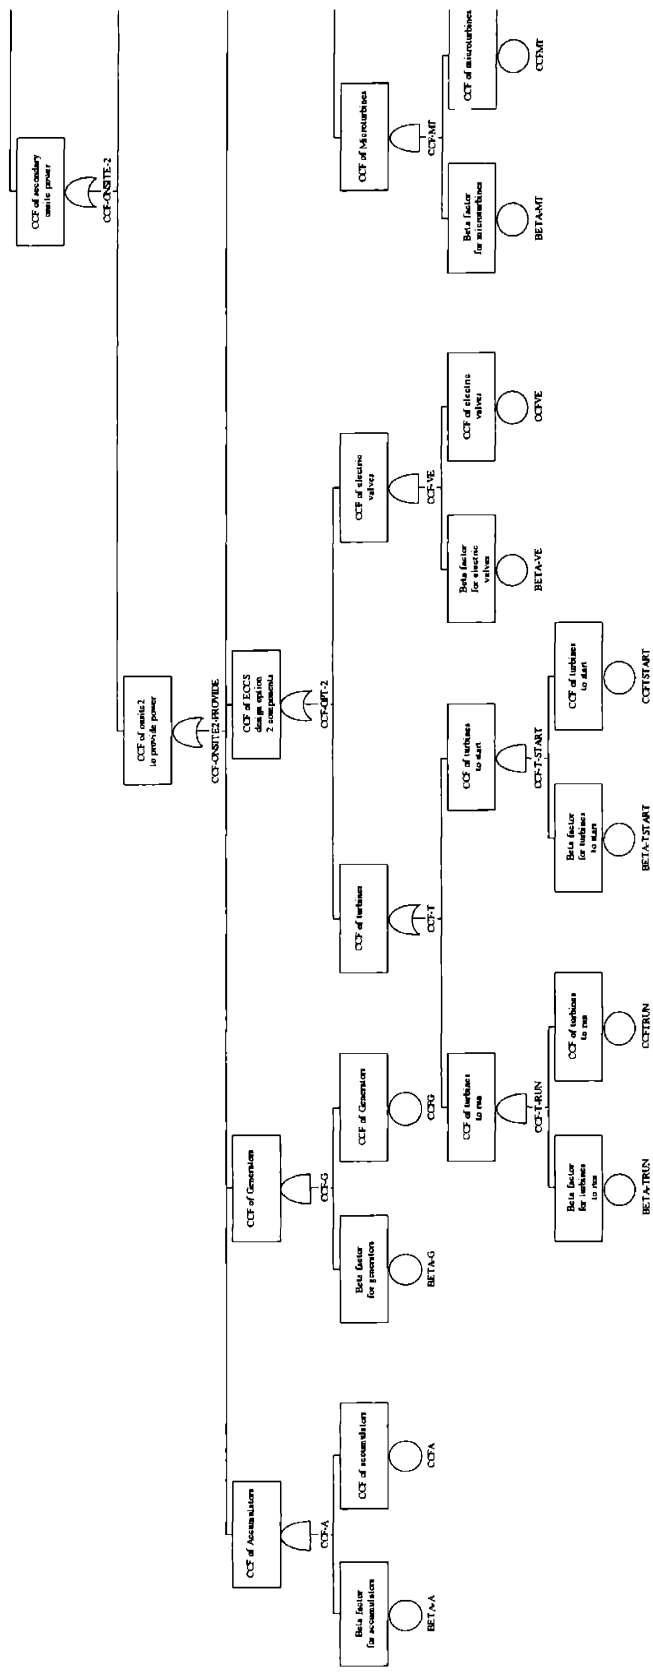 CCF of secondary
onsite power
CCF-ONSITE-2
CCF of onsite2
to provide power
CCF-ONSITE2-PROVIDE
CCF of Accumulators
CCF-A
CCF of Generators
CCF-G
CCF of ECCS
design option
2 components
CCF-OPT-2
Beta factor
for accumulators
BETA-A
CCF of accumulators
CCFA
Beta factor
for generators
BETA-G
CCF of Generators
CCFG
CCF of turbines
CCF-T
CCF of electric
valves
CCF-VE
CCF of Microturbines
CCF-MT
CCF of turbines
to run
CCF-T-RUN
CCF of turbines
to start
CCF-T-START
Beta factor
for electric
valves
BETA-VE
CCF of electric
valves
CCFVE
Beta factor
for microturbines
BETA-MT
CCF of microturbines
CCFMT
Beta factor
for turbines
to run
BETA-TRUN
CCF of turbines
to run
CCFTRUN
Beta factor
for turbines
to start
BETA-TSTART
CCF of turbines
to start
CCFTSTART